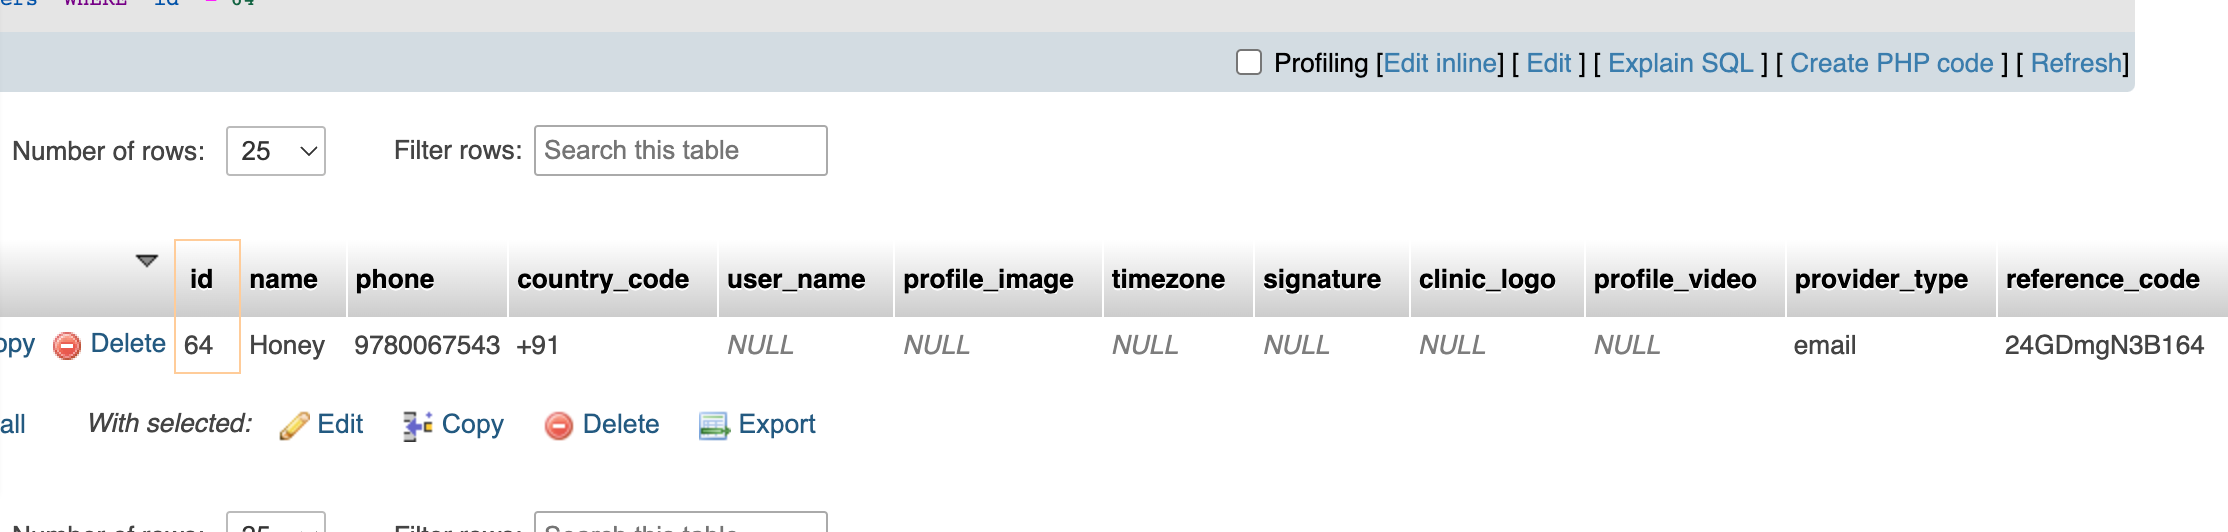 ers` WHERE `id` = 64
Profiling [Edit inline] [ Edit ] [ Explain SQL ] [ Create PHP code ] [ Refresh]
Number of rows: 25 Filter rows: Search this table
id name phone country_code user_name profile_image timezone signature clinic_logo profile_video provider_type reference_code
opy Delete 64 Honey 9780067543 +91 NULL NULL NULL NULL NULL NULL email 24GDmgN3B164
all With selected: Edit Copy Delete Export
Number of rows: 25 Filter rows: Search this table